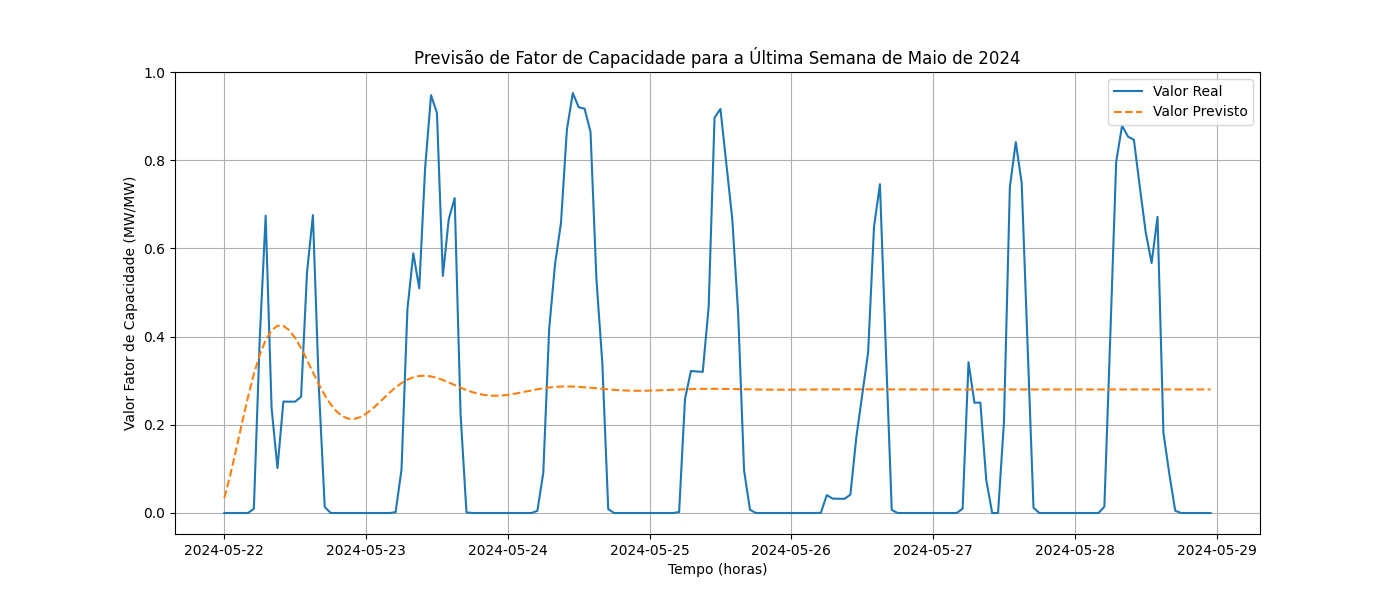 Previsão de Fator de Capacidade para a Última Semana de Maio de 2024
Valor Real
Valor Previsto
Valor Fator de Capacidade (MW/MW)
1.0
0.8
0.6
0.4
0.2
0.0
2024-05-22 2024-05-23 2024-05-24 2024-05-25 2024-05-26 2024-05-27 2024-05-28 2024-05-29
Tempo (horas)